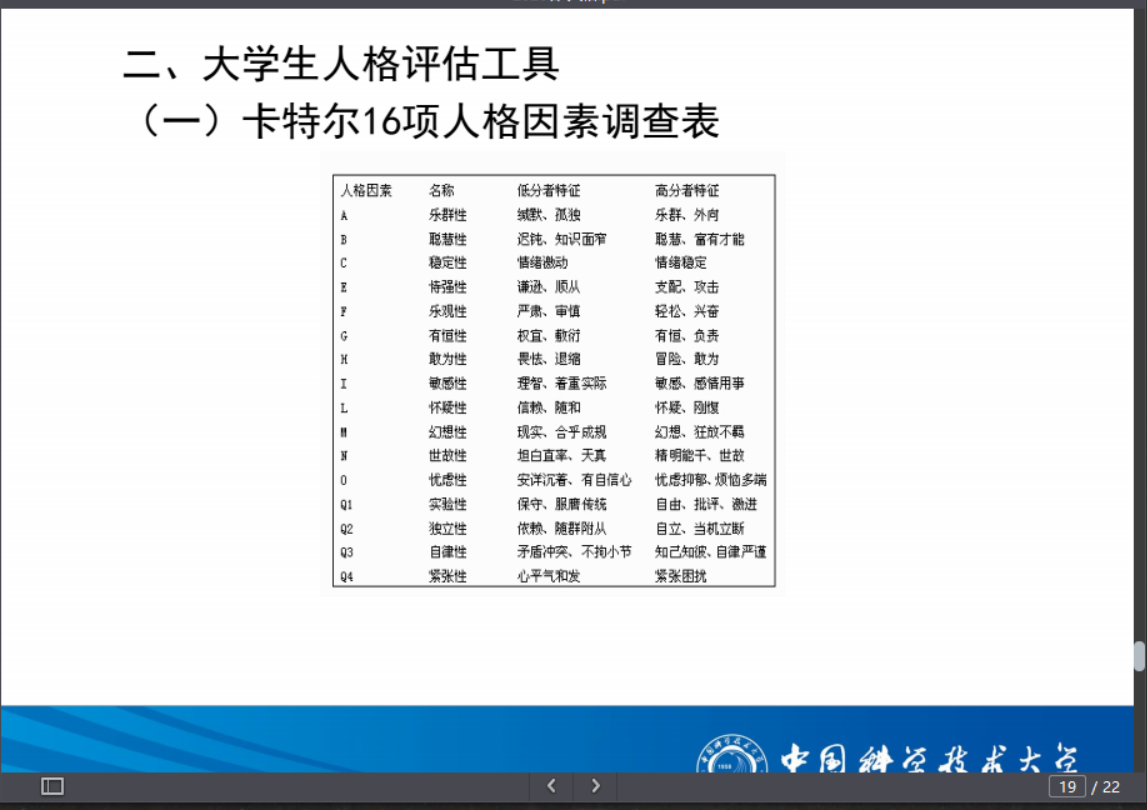 二、大学生人格评估工具
（一）卡特尔16项人格因素调查表
人格因素 名称 低分者特征 高分者特征
A 乐群性 缄默、孤独 乐群、外向
B 聪慧性 迟钝、知识面窄 聪慧、富有才能
C 稳定性 情绪激动 情绪稳定
E 恃强性 谦逊、顺从 支配、攻击
F 乐观性 严肃、审慎 轻松、兴奋
G 有恒性 权宜、敷衍 有恒、负责
H 敢为性 畏怯、退缩 冒险、敢为
I 敏感性 理智、着重实际 敏感、感情用事
L 怀疑性 信赖、随和 怀疑、刚愎
M 幻想性 现实、合乎成规 幻想、狂放不羁
N 世故性 坦白直率、天真 精明能干、世故
O 忧虑性 安详沉着、有自信心 忧虑抑郁、烦恼多端
Q1 实验性 保守、服膺传统 自由、批评、激进
Q2 独立性 依赖、随群附从 自立、当机立断
Q3 自律性 矛盾冲突、不拘小节 知己知彼、自律严谨
Q4 紧张性 心平气和发 紧张困扰
中国科学技术大学
19 / 22